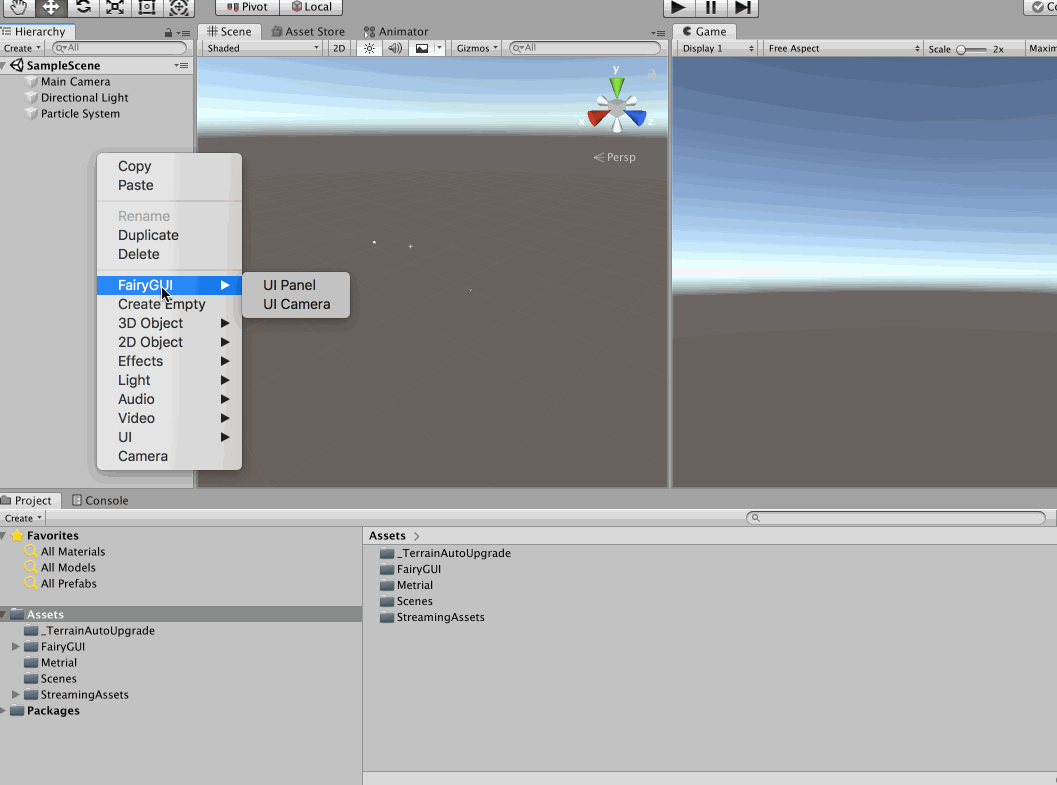 Pivot Local Co
Hierarchy
Create All
SampleScene
Main Camera
Directional Light
Particle System
Scene Asset Store Animator
Shaded 2D Gizmos All
y
x z
Persp
Game
Display 1 Free Aspect Scale 2x Maxim
Copy
Paste
Rename
Duplicate
Delete
FairyGUI
Create Empty
3D Object
2D Object
Effects
Light
Audio
Video
UI
Camera
UI Panel
UI Camera
Project Console
Create
Favorites
All Materials
All Models
All Prefabs
Assets
_TerrainAutoUpgrade
FairyGUI
Metrial
Scenes
StreamingAssets
Packages
Assets
_TerrainAutoUpgrade
FairyGUI
Metrial
Scenes
StreamingAssets